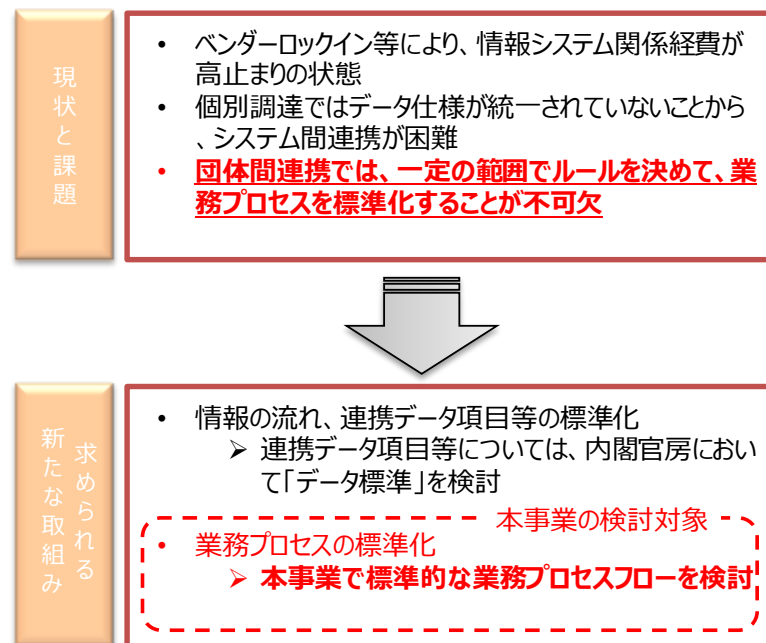 現状と課題
• ベンダーロックイン等により、情報システム関係経費が
高止まりの状態
• 個別調達ではデータ仕様が統一されていないことから
、システム間連携が困難
• 団体間連携では、一定の範囲でルールを決めて、業
務プロセスを標準化することが不可欠
求められる
新たな取組み
• 情報の流れ、連携データ項目等の標準化
➢ 連携データ項目等については、内閣官房におい
て「データ標準」を検討
本事業の検討対象
• 業務プロセスの標準化
➢ 本事業で標準的な業務プロセスフローを検討